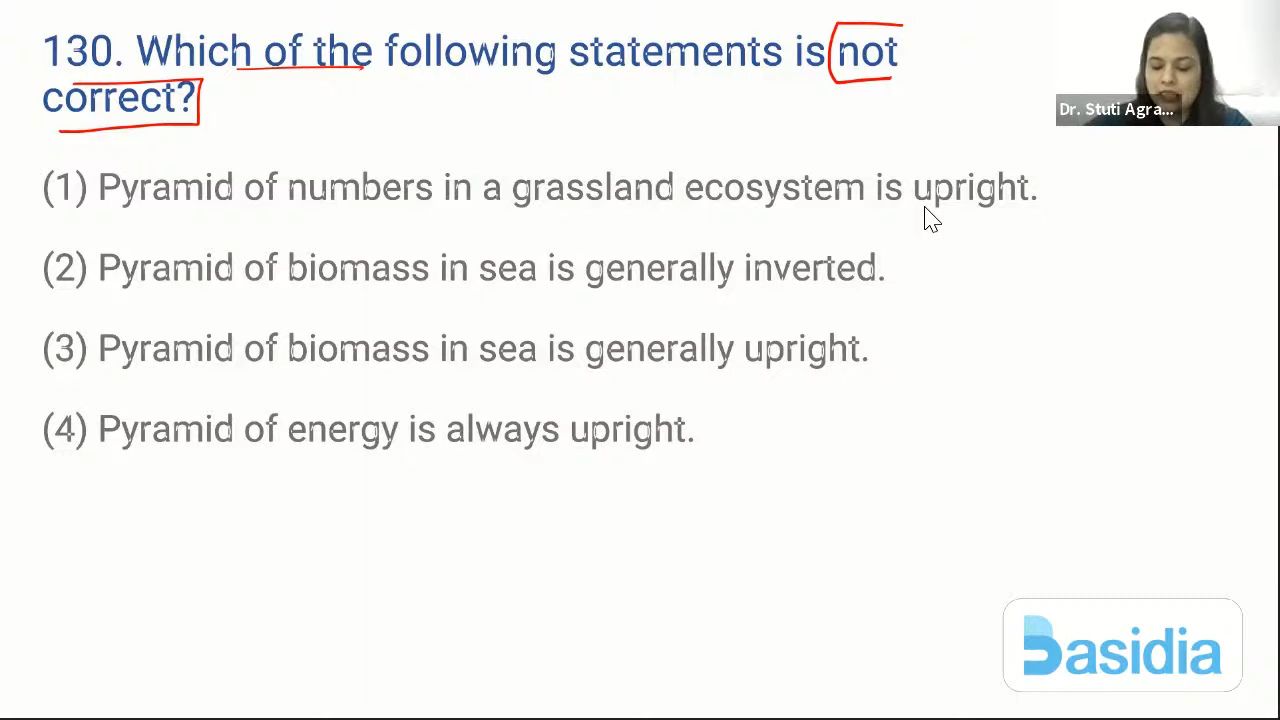 130. Which of the following statements is not
correct?
Dr. Stuti Agra...
(1) Pyramid of numbers in a grassland ecosystem is upright.
(2) Pyramid of biomass in sea is generally inverted.
(3) Pyramid of biomass in sea is generally upright.
(4) Pyramid of energy is always upright.
Basidia